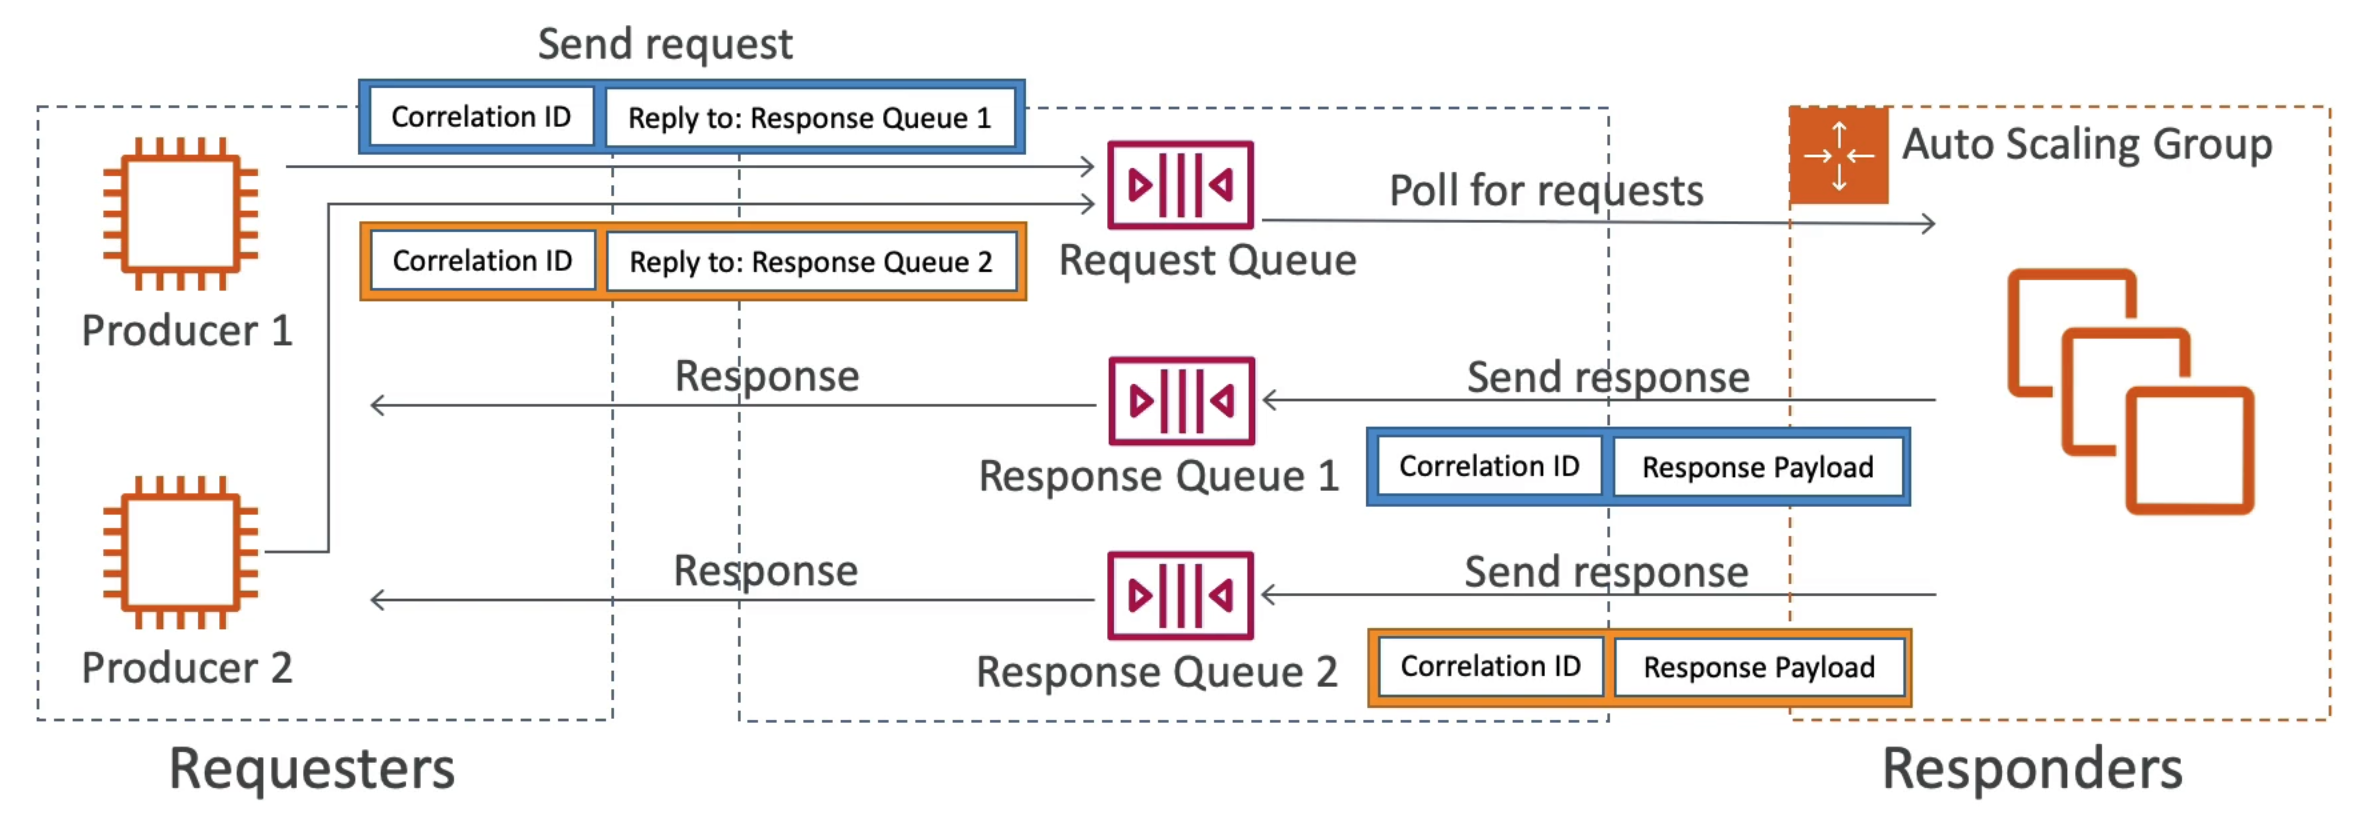 Send request
Correlation ID
Reply to: Response Queue 1
Auto Scaling Group
Poll for requests
Correlation ID
Reply to: Response Queue 2
Request Queue
Producer 1
Response
Send response
Response Queue 1
Correlation ID
Response Payload
Response
Send response
Producer 2
Response Queue 2
Correlation ID
Response Payload
Requesters
Responders